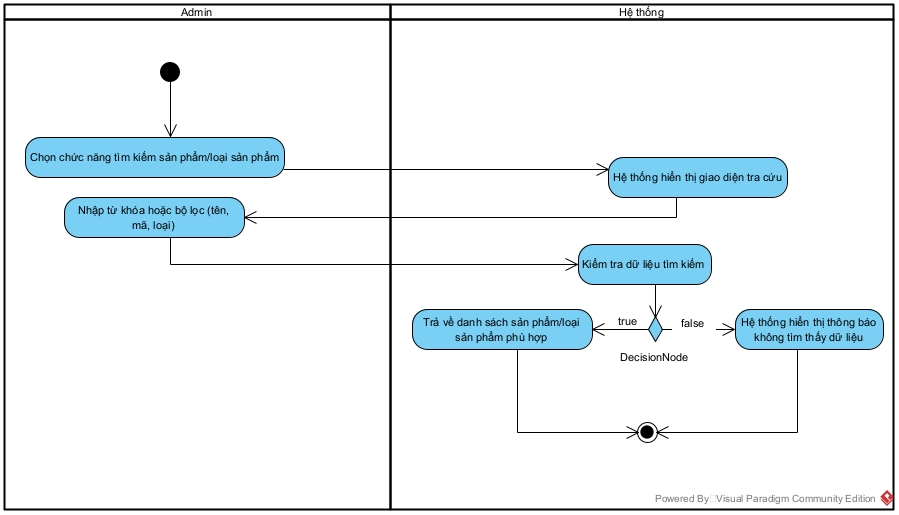 Admin
Hệ thống
Chọn chức năng tìm kiếm sản phẩm/loại sản phẩm
Hệ thống hiển thị giao diện tra cứu
Nhập từ khóa hoặc bộ lọc (tên,
mã, loại)
Kiểm tra dữ liệu tìm kiếm
Trả về danh sách sản phẩm/loại
sản phẩm phù hợp
true
false
Hệ thống hiển thị thông báo
không tìm thấy dữ liệu
DecisionNode
Powered By Visual Paradigm Community Edition